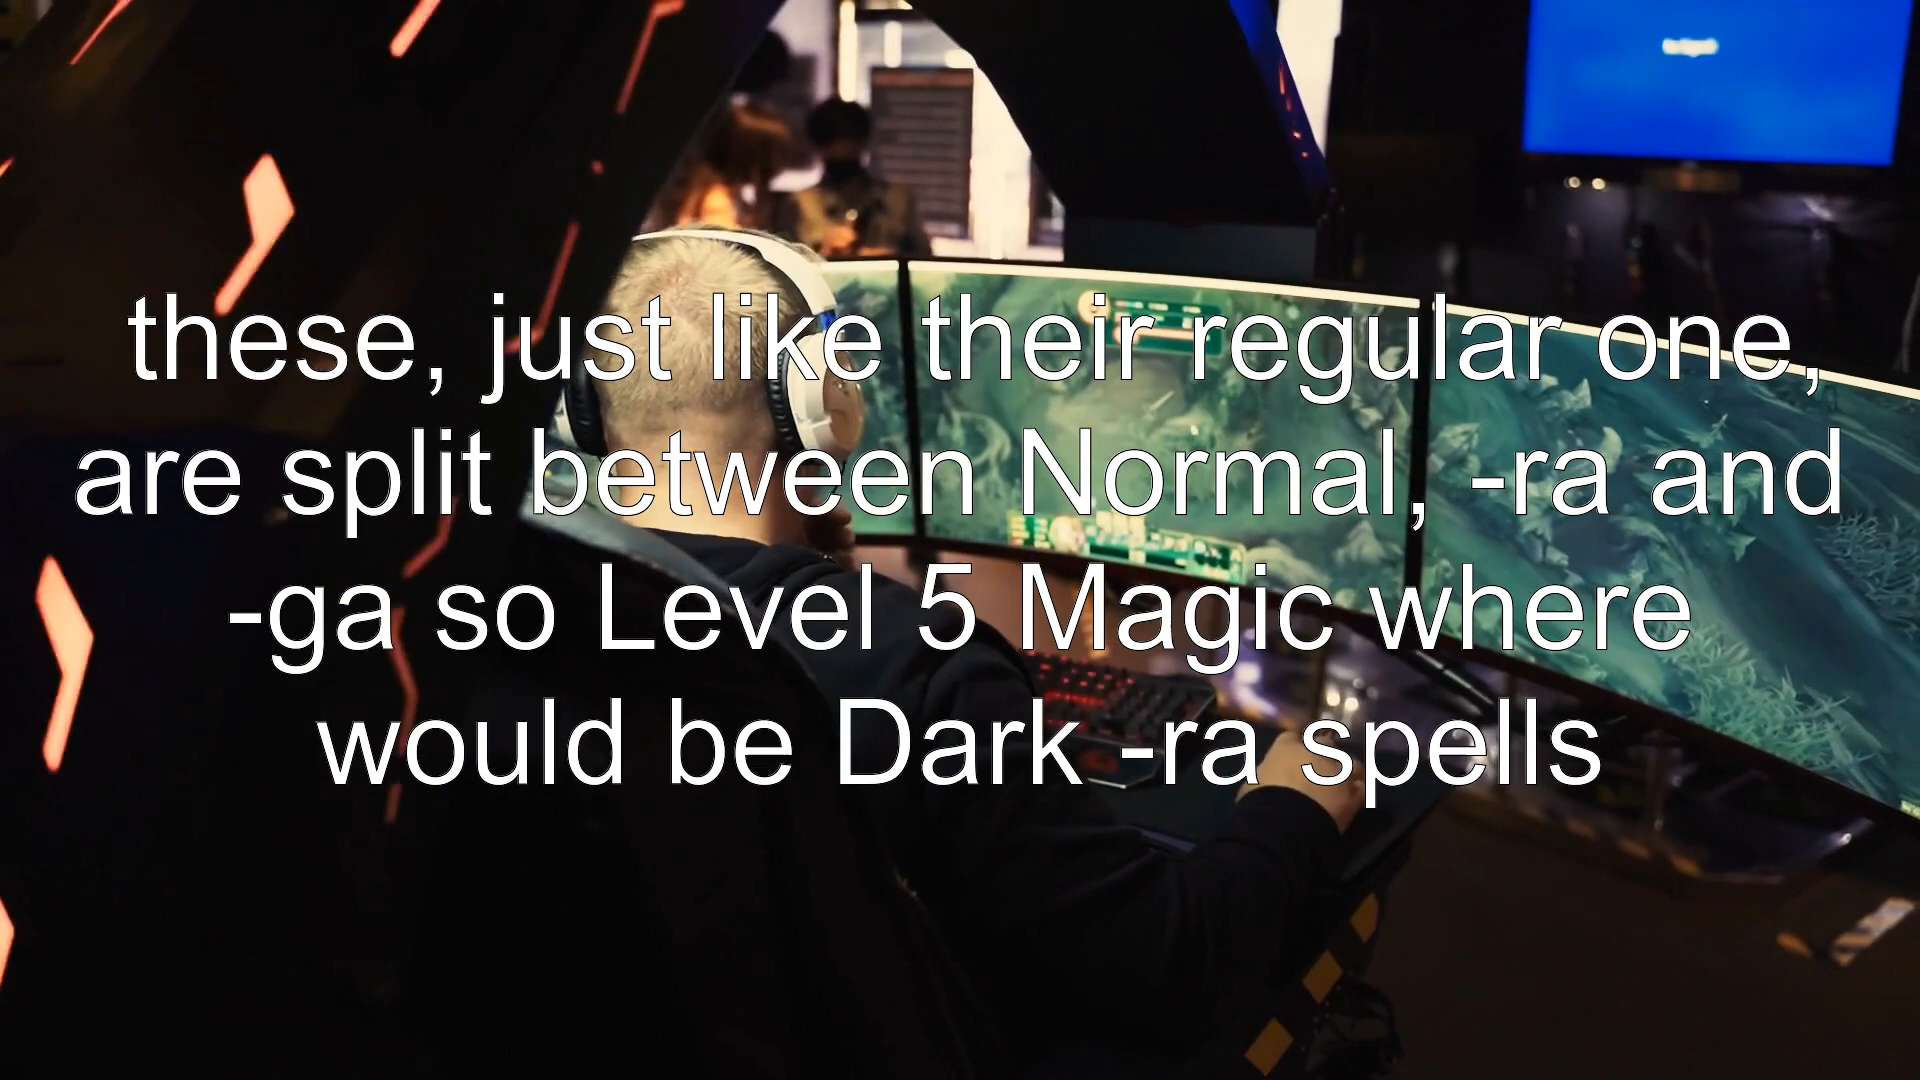 these, just like their regular one,
are split between Normal, -ra and
-ga so Level 5 Magic where
would be Dark -ra spells